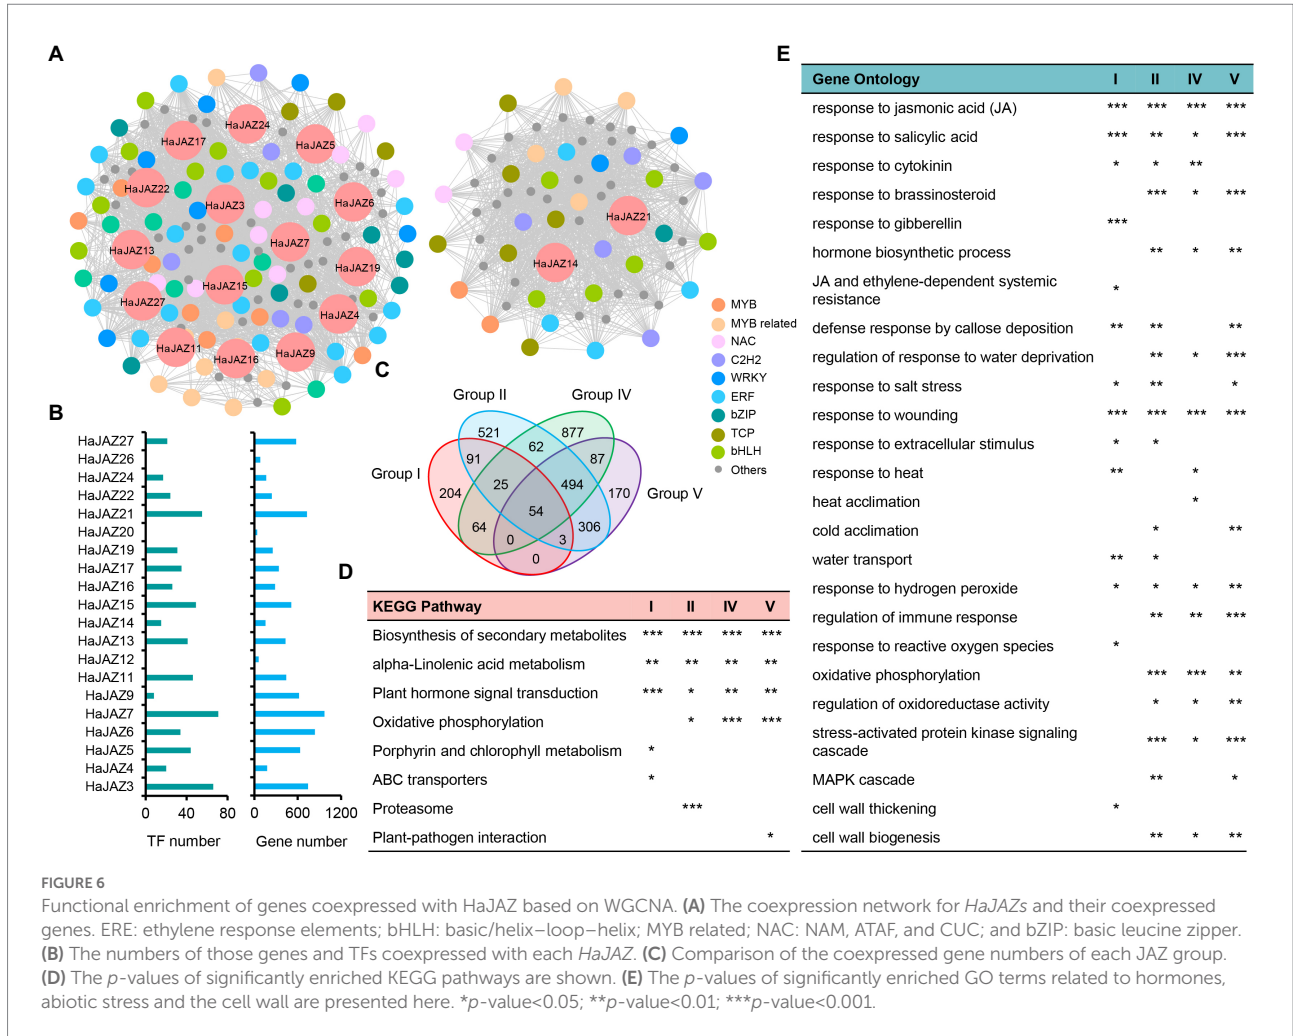 A
HaJAZ24
HaJAZ17
HaJAZ5
HaJAZ22
HaJAZ3
HaJAZ6
HaJAZ7
HaJAZ13
HaJAZ19
HaJAZ15
HaJAZ27
HaJAZ4
HaJAZ11
HaJAZ16
HaJAZ9
HaJAZ21
HaJAZ14
MYB
MYB related
NAC
C2H2
WRKY
ERF
bZIP
TCP
bHLH
Others
B
HaJAZ27
HaJAZ26
HaJAZ24
HaJAZ22
HaJAZ21
HaJAZ20
HaJAZ19
HaJAZ17
HaJAZ16
HaJAZ15
HaJAZ14
HaJAZ13
HaJAZ12
HaJAZ11
HaJAZ9
HaJAZ7
HaJAZ6
HaJAZ5
HaJAZ4
HaJAZ3
0 40 80
TF number
0 600 1200
Gene number
C
Group II Group IV
Group I Group V
521 877
91 62 87
204 25 494 170
54
64 0 3 306
0
D
KEGG Pathway I II IV V
Biosynthesis of secondary metabolites *** *** *** ***
alpha-Linolenic acid metabolism ** ** ** **
Plant hormone signal transduction *** * ** **
Oxidative phosphorylation * *** ***
Porphyrin and chlorophyll metabolism *
ABC transporters *
Proteasome ***
Plant-pathogen interaction *
E
Gene Ontology I II IV V
response to jasmonic acid (JA) *** *** *** ***
response to salicylic acid *** ** * ***
response to cytokinin * * **
response to brassinosteroid *** * ***
response to gibberellin ***
hormone biosynthetic process ** * **
JA and ethylene-dependent systemic
resistance *
defense response by callose deposition ** ** **
regulation of response to water deprivation ** * ***
response to salt stress * ** *
response to wounding *** *** *** ***
response to extracellular stimulus * *
response to heat ** *
heat acclimation *
cold acclimation * **
water transport ** *
response to hydrogen peroxide * * * **
regulation of immune response ** ** ***
response to reactive oxygen species *
oxidative phosphorylation *** *** **
regulation of oxidoreductase activity * * **
stress-activated protein kinase signaling
cascade *** * ***
MAPK cascade ** *
cell wall thickening *
cell wall biogenesis ** * **
FIGURE 6
Functional enrichment of genes coexpressed with HaJAZ based on WGCNA. (A) The coexpression network for HaJAZs and their coexpressed
genes. ERE: ethylene response elements; bHLH: basic/helix–loop–helix; MYB related; NAC: NAM, ATAF, and CUC; and bZIP: basic leucine zipper.
(B) The numbers of those genes and TFs coexpressed with each HaJAZ. (C) Comparison of the coexpressed gene numbers of each JAZ group.
(D) The p-values of significantly enriched KEGG pathways are shown. (E) The p-values of significantly enriched GO terms related to hormones,
abiotic stress and the cell wall are presented here. *p-value<0.05; **p-value<0.01; ***p-value<0.001.